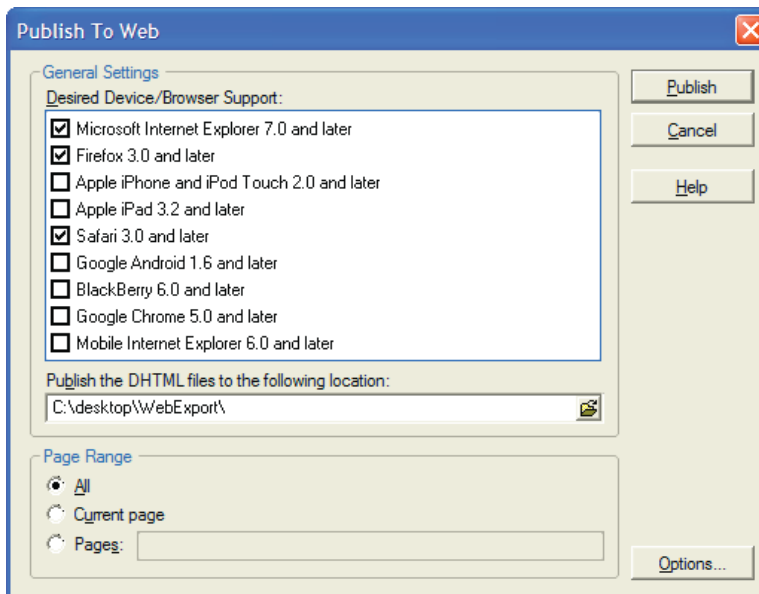 Publish To Web
General Settings
Desired Device/Browser Support:
Microsoft Internet Explorer 7.0 and later
Firefox 3.0 and later
Apple iPhone and iPod Touch 2.0 and later
Apple iPad 3.2 and later
Safari 3.0 and later
Google Android 1.6 and later
BlackBerry 6.0 and later
Google Chrome 5.0 and later
Mobile Internet Explorer 6.0 and later
Publish the DHTML files to the following location:
C:\desktop\WebExport\
Page Range
All
Current page
Pages:
Publish
Cancel
Help
Options...